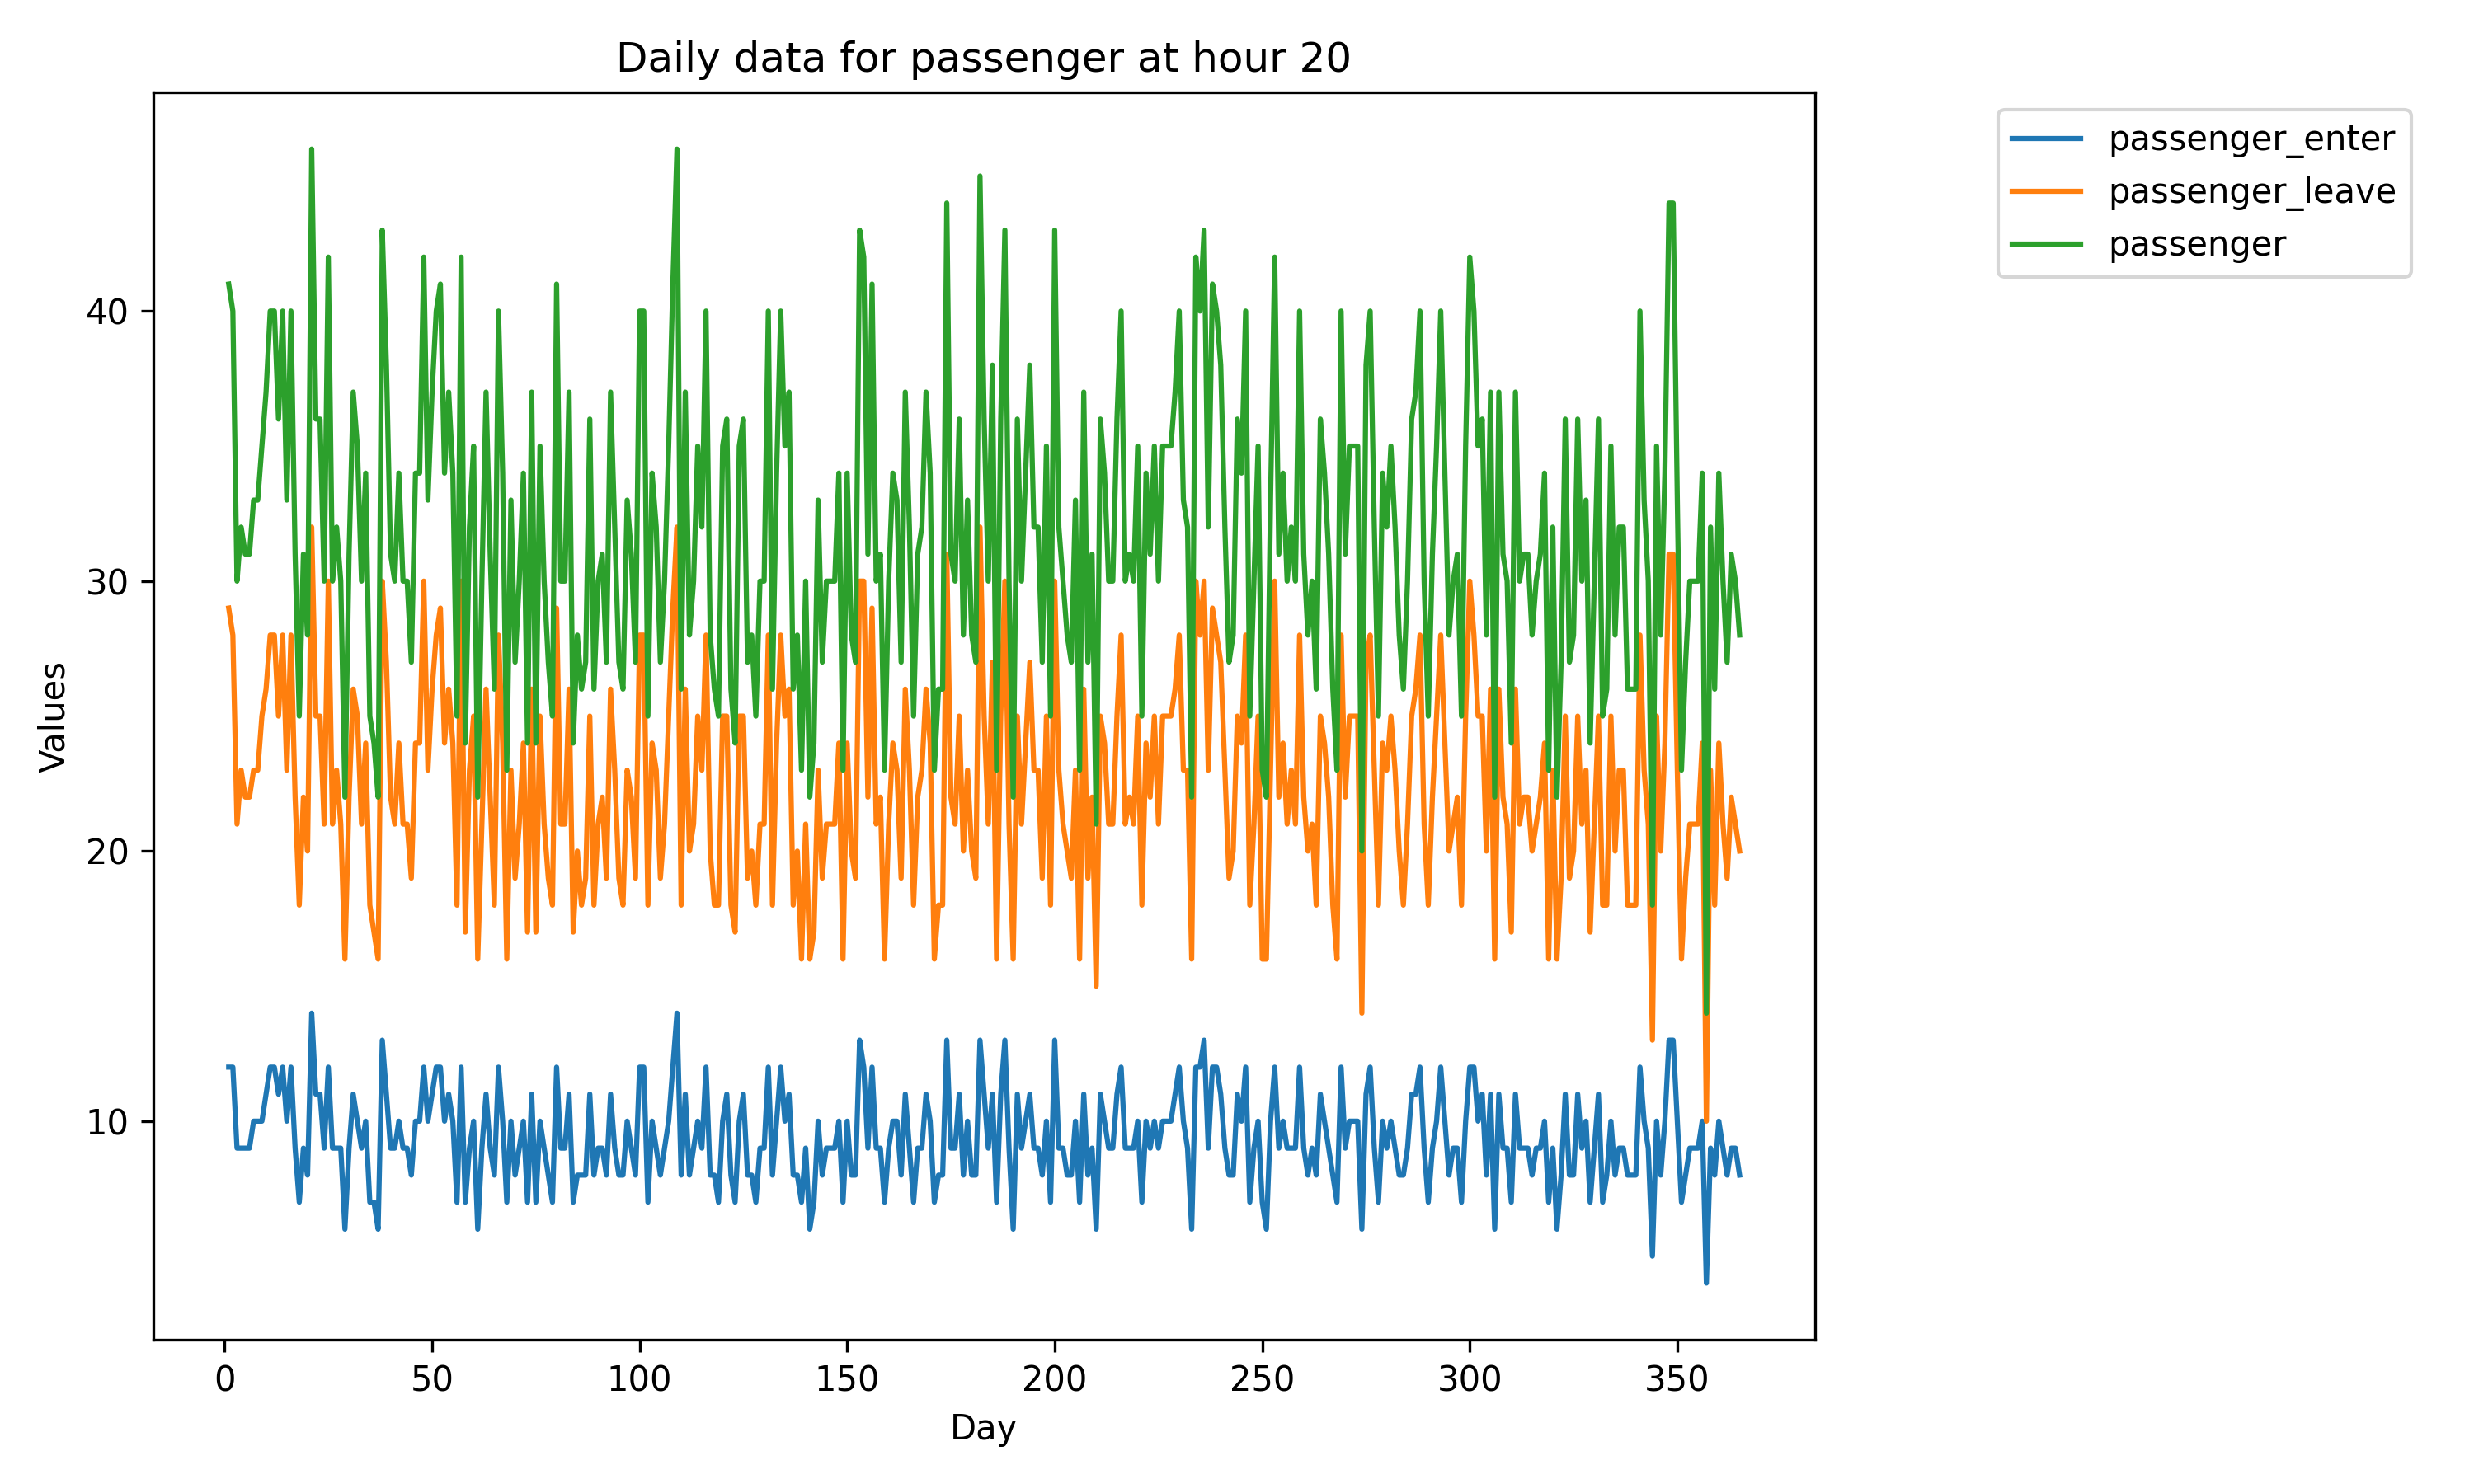 Daily data for passenger at hour 20
passenger_enter
passenger_leave
passenger
Values
40
30
20
10
0 50 100 150 200 250 300 350
Day